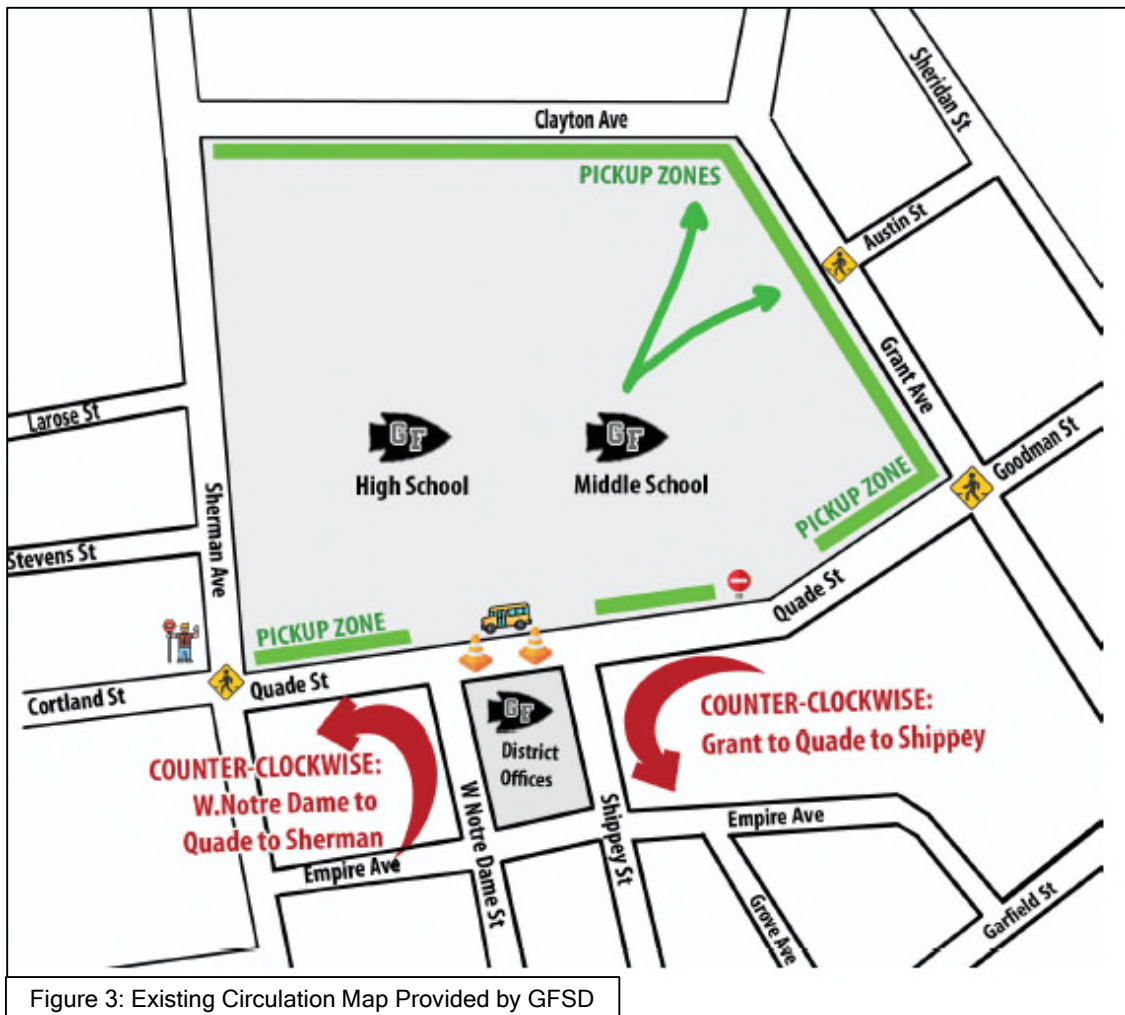 Sheridan St
Clayton Ave
PICKUP ZONES
Austin St
Grant Ave
Larose St
GF
High School
GF
Middle School
Goodman St
PICKUP ZONE
Sherman Ave
Stevens St
Quade St
PICKUP ZONE
Cortland St
Quade St
GF
District
Offices
COUNTER-CLOCKWISE:
Grant to Quade to Shippey
COUNTER-CLOCKWISE:
W.Notre Dame to
Quade to Sherman
W Notre Dame St
Shippey St
Empire Ave
Empire Ave
Grove Ave
Garfield St
Figure 3: Existing Circulation Map Provided by GFSD